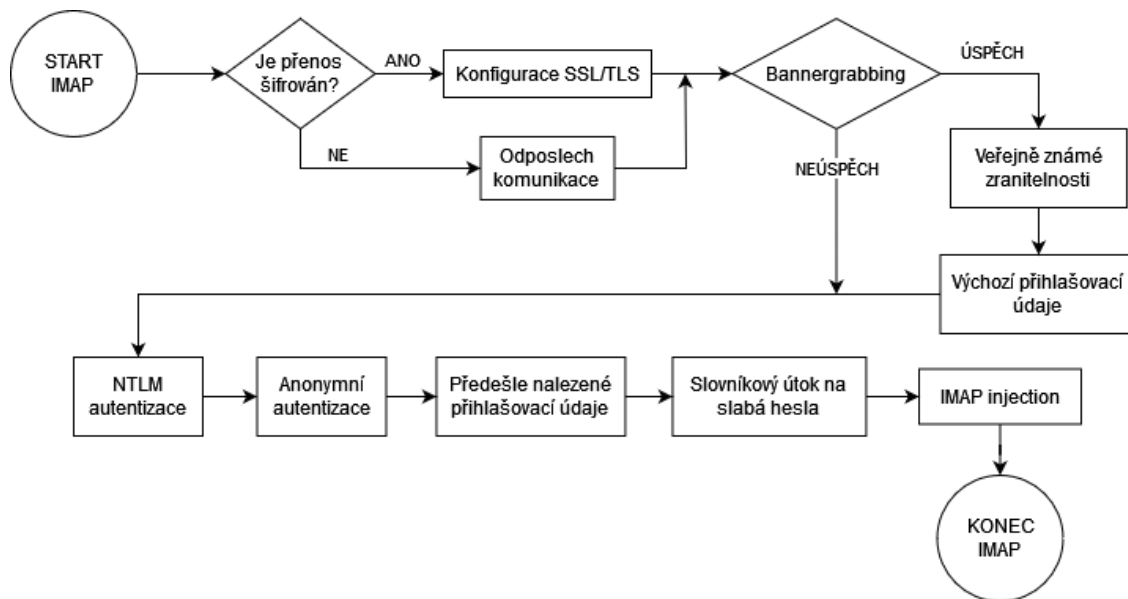 START
IMAP
Je přenos
šifrován?
ANO
Konfigurace SSL/TLS
Bannergrabbing
ÚSPĚCH
NE
Odposlech
komunikace
NEÚSPĚCH
Veřejně známé
zranitelnosti
Výchozí přihlašovací
údaje
NTLM
autentizace
Anonymní
autentizace
Předešle nalezené
přihlašovací údaje
Slovníkový útok na
slabá hesla
IMAP injection
KONEC
IMAP